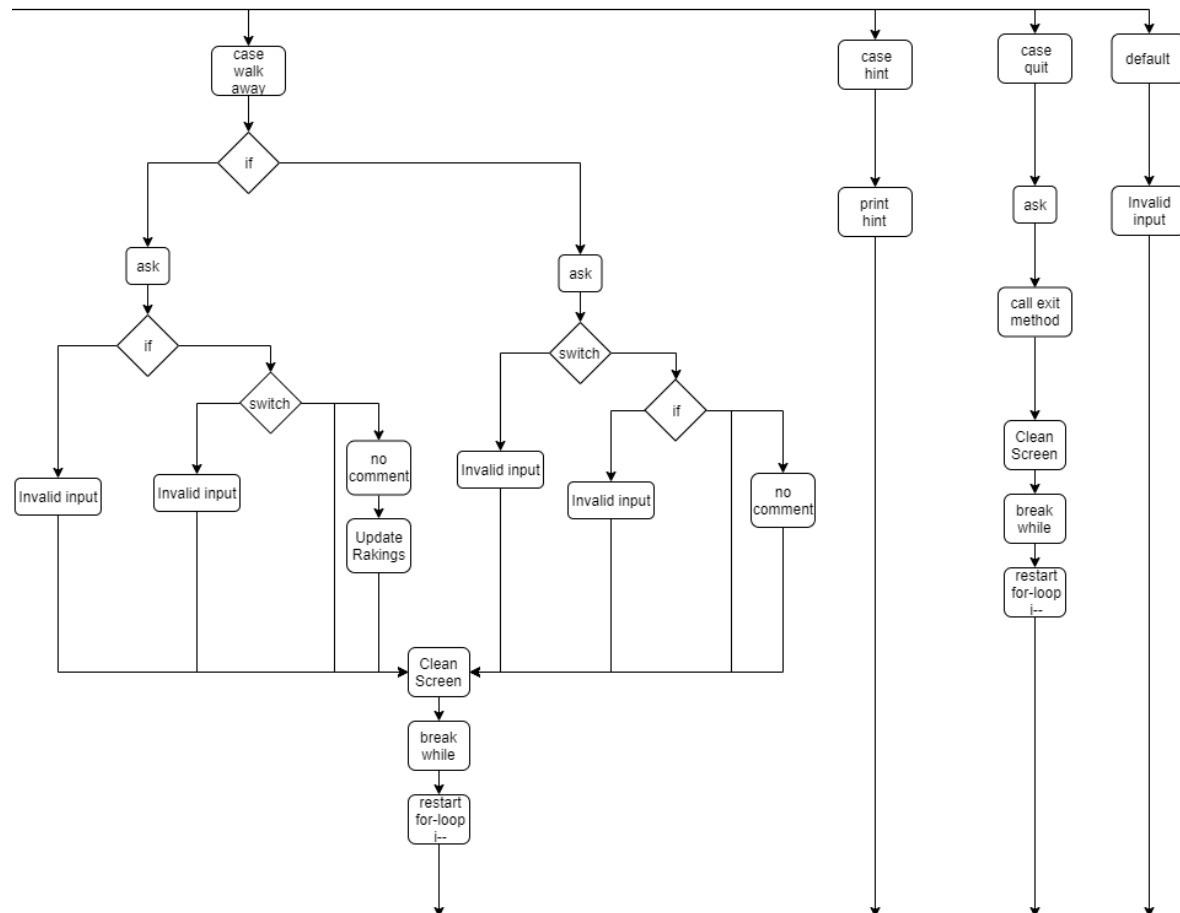 case
walk
away
case
hint
case
quit
default
if
print
hint
ask
Invalid
input
ask
ask
call exit
method
if
switch
switch
if
no
comment
Clean
Screen
Invalid input
Invalid input
Invalid input
Invalid input
no
comment
break
while
Update
Rakings
restart
for-loop
i--
Clean
Screen
break
while
restart
for-loop
i--